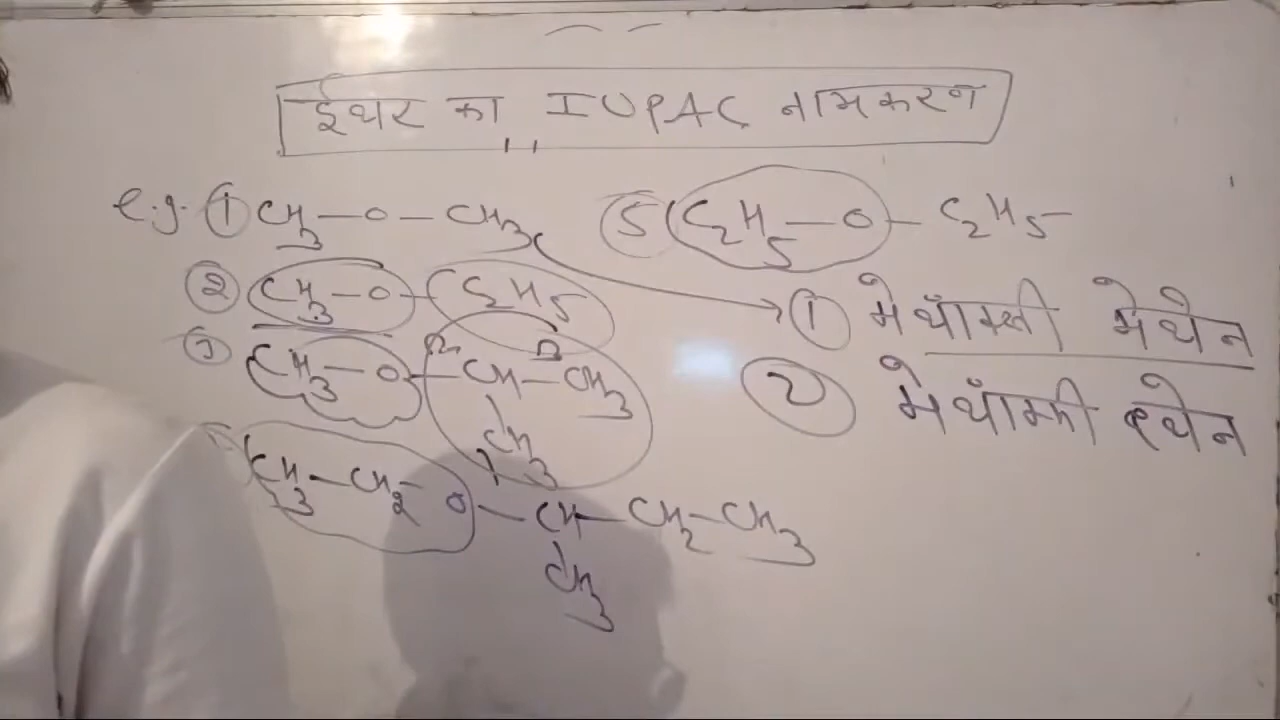 ईथर का IUPAC नामकरण
e.g. ① CH3—O—CH3
② CH3—O—C2H5
③ CH3—O—CH—CH3
CH3
CH3—CH2—O—CH—CH2—CH3
CH3
⑤ C2H5—O—C2H5
① मेथॉक्सी मेथेन
② मेथॉक्सी एथेन